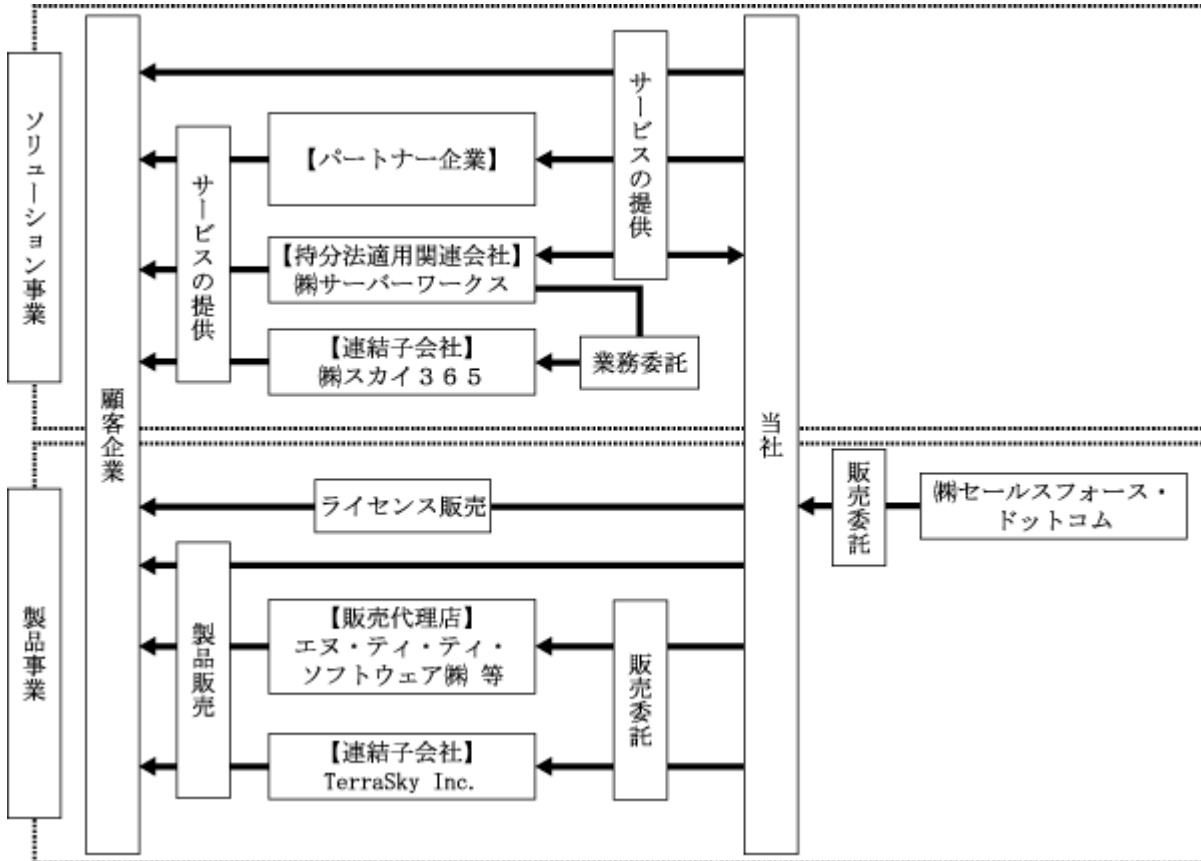 ソリューション事業
顧客企業
サービスの提供
【パートナー企業】
【持分法適用関連会社】
㈱サーバーワークス
【連結子会社】
㈱スカイ３６５
サービスの提供
業務委託
当社
製品事業
ライセンス販売
製品販売
【販売代理店】
エヌ・ティ・ティ・
ソフトウェア㈱ 等
【連結子会社】
TerraSky Inc.
販売委託
販売委託
㈱セールスフォース・
ドットコム